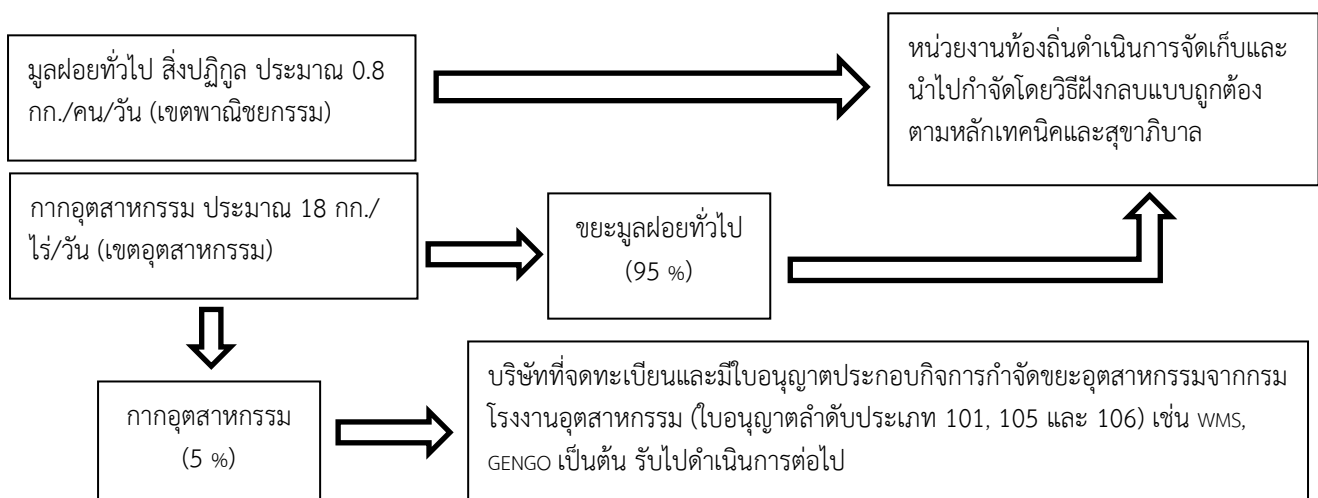 มูลฝอยทั่วไป สิ่งปฏิกูล ประมาณ 0.8
กก./คน/วัน (เขตพาณิชยกรรม)
หน่วยงานท้องถิ่นดำเนินการจัดเก็บและ
นำไปกำจัดโดยวิธีฝังกลบแบบถูกต้อง
ตามหลักเทคนิคและสุขาภิบาล
กากอุตสาหกรรม ประมาณ 18 กก./
ไร่/วัน (เขตอุตสาหกรรม)
ขยะมูลฝอยทั่วไป
(95 %)
กากอุตสาหกรรม
(5 %)
บริษัทที่จดทะเบียนและมีใบอนุญาตประกอบกิจการกำจัดขยะอุตสาหกรรมจากกรม
โรงงานอุตสาหกรรม (ใบอนุญาตลำดับประเภท 101, 105 และ 106) เช่น WMS,
GENGO เป็นต้น รับไปดำเนินการต่อไป